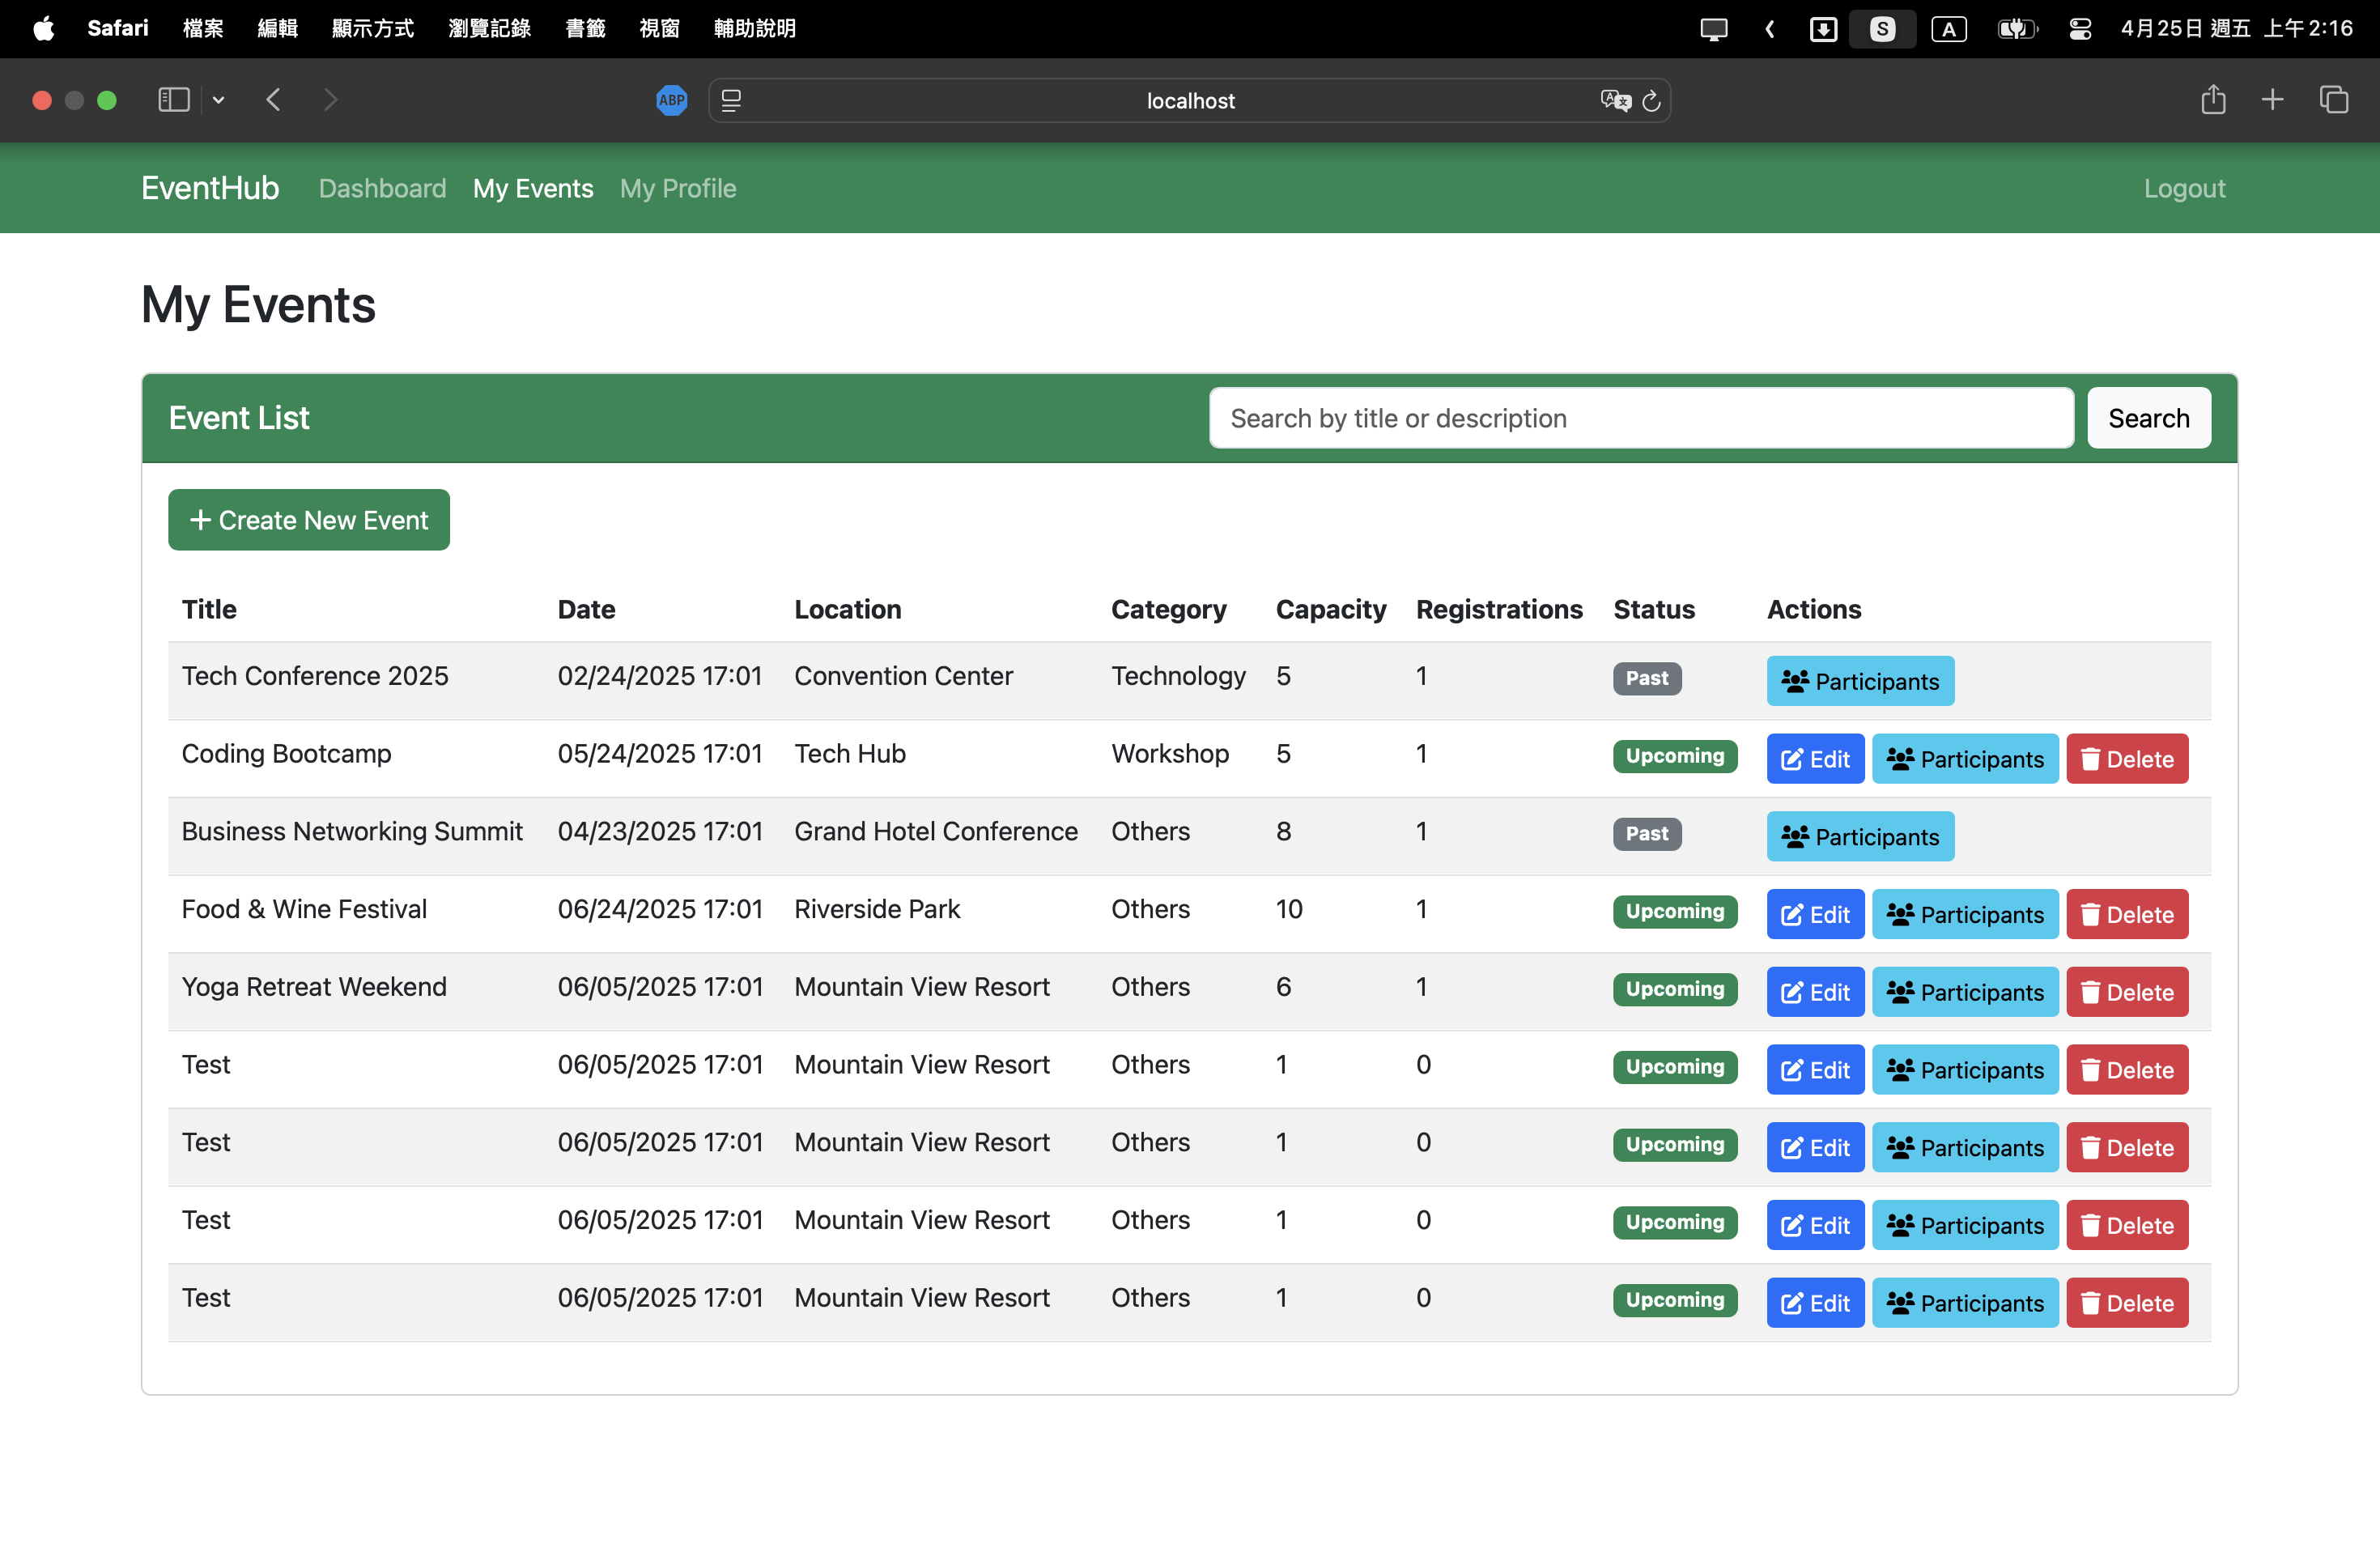 Safari 檔案 編輯 顯示方式 瀏覽記錄 書籤 視窗 輔助說明 S A 4月25日 週五 上午2:16
ABP localhost
EventHub Dashboard My Events My Profile Logout
My Events
Event List Search by title or description Search
+ Create New Event
Title Date Location Category Capacity Registrations Status Actions
Tech Conference 2025 02/24/2025 17:01 Convention Center Technology 5 1 Past Participants
Coding Bootcamp 05/24/2025 17:01 Tech Hub Workshop 5 1 Upcoming Edit Participants Delete
Business Networking Summit 04/23/2025 17:01 Grand Hotel Conference Others 8 1 Past Participants
Food & Wine Festival 06/24/2025 17:01 Riverside Park Others 10 1 Upcoming Edit Participants Delete
Yoga Retreat Weekend 06/05/2025 17:01 Mountain View Resort Others 6 1 Upcoming Edit Participants Delete
Test 06/05/2025 17:01 Mountain View Resort Others 1 0 Upcoming Edit Participants Delete
Test 06/05/2025 17:01 Mountain View Resort Others 1 0 Upcoming Edit Participants Delete
Test 06/05/2025 17:01 Mountain View Resort Others 1 0 Upcoming Edit Participants Delete
Test 06/05/2025 17:01 Mountain View Resort Others 1 0 Upcoming Edit Participants Delete